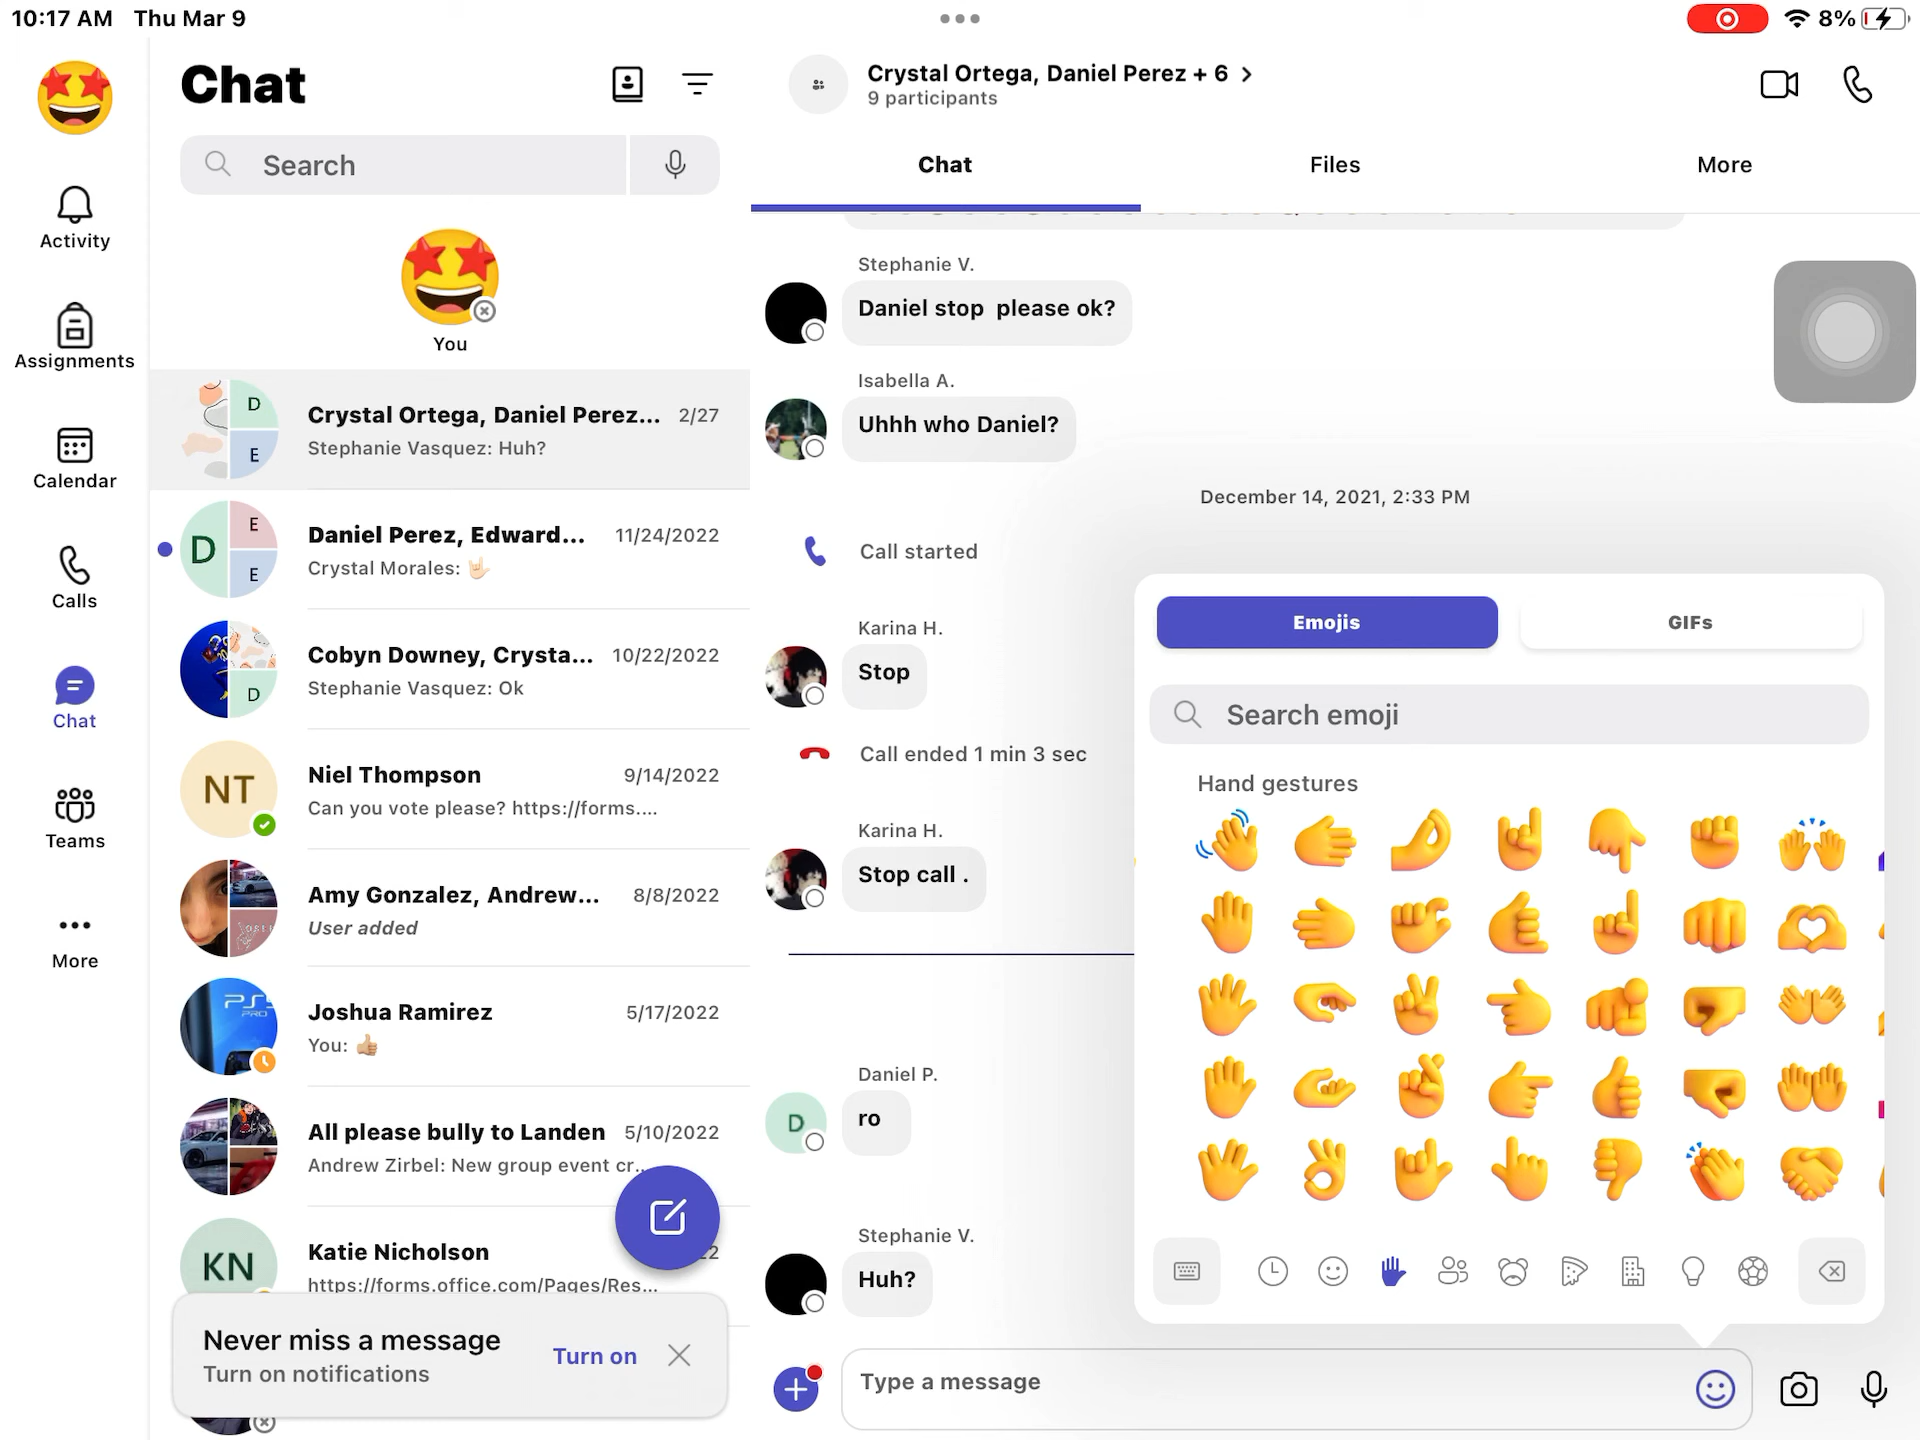 10:17 AM Thu Mar 9
8%
Chat
Search
You
Activity
Assignments
Calendar
Calls
Chat
Teams
More
D
E
Crystal Ortega, Daniel Perez... 2/27
Stephanie Vasquez: Huh?
D
E
E
Daniel Perez, Edward... 11/24/2022
Crystal Morales: 🤟🏻
D
Cobyn Downey, Crysta... 10/22/2022
Stephanie Vasquez: Ok
NT
Niel Thompson 9/14/2022
Can you vote please? https://forms....
Amy Gonzalez, Andrew... 8/8/2022
User added
PS5
PRO
Joshua Ramirez 5/17/2022
You: 👍🏼
All please bully to Landen 5/10/2022
Andrew Zirbel: New group event cr...
KN
Katie Nicholson
https://forms.office.com/Pages/Res...
Never miss a message
Turn on notifications
Turn on
Crystal Ortega, Daniel Perez + 6
9 participants
Chat Files More
Stephanie V.
Daniel stop please ok?
Isabella A.
Uhhh who Daniel?
December 14, 2021, 2:33 PM
Call started
Karina H.
Stop
Call ended 1 min 3 sec
Karina H.
Stop call .
Daniel P.
D
ro
Stephanie V.
Huh?
Type a message
Emojis GIFs
Search emoji
Hand gestures